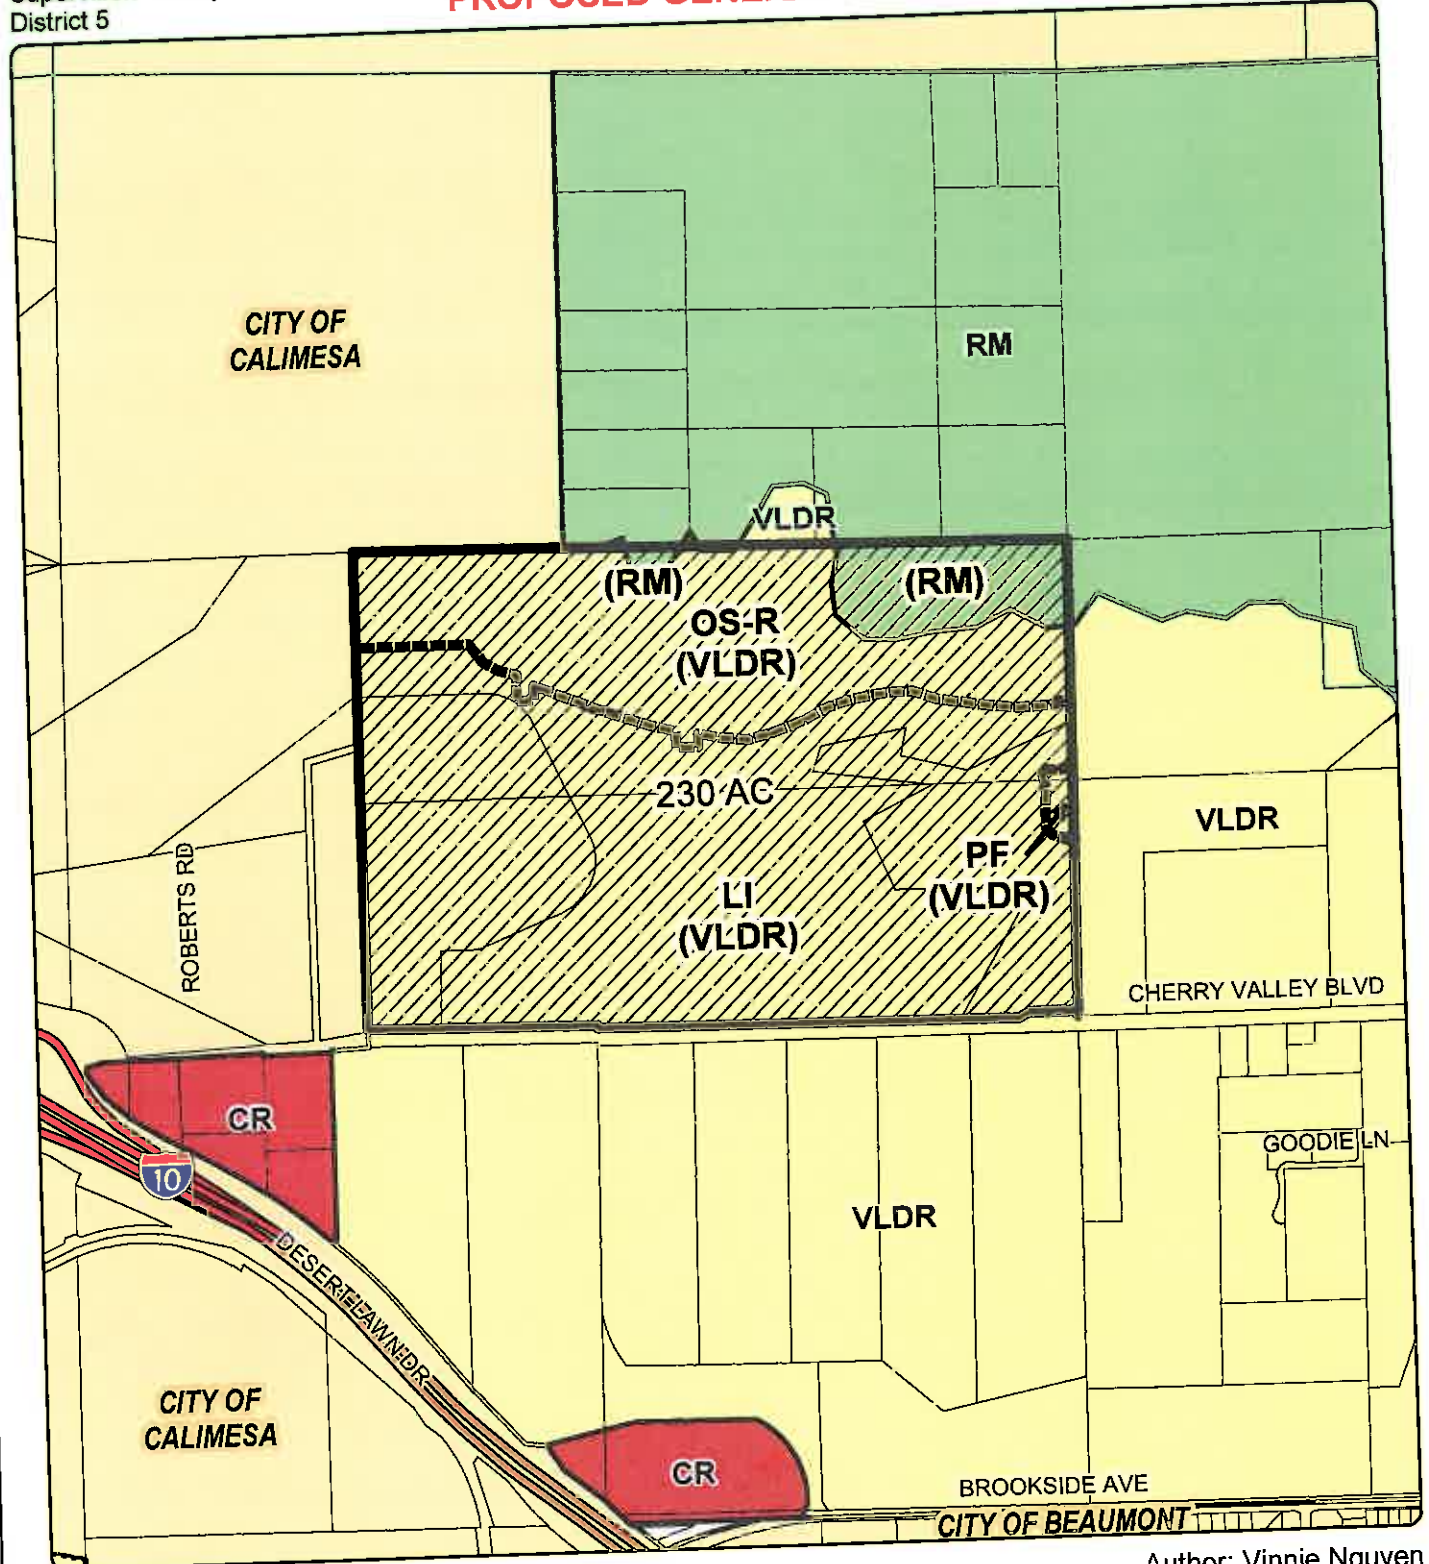 District 5
CITY OF
CALIMESA
RM
VLDR
(RM)
(RM)
OS-R
(VLDR)
230 AC
VLDR
PF
(VLDR)
LI
(VLDR)
ROBERTS RD
CHERRY VALLEY BLVD
CR
10
GOODIE LN
VLDR
DESERT LAWN DR
CITY OF
CALIMESA
CR
BROOKSIDE AVE
CITY OF BEAUMONT
Author: Vinnie Nguyen